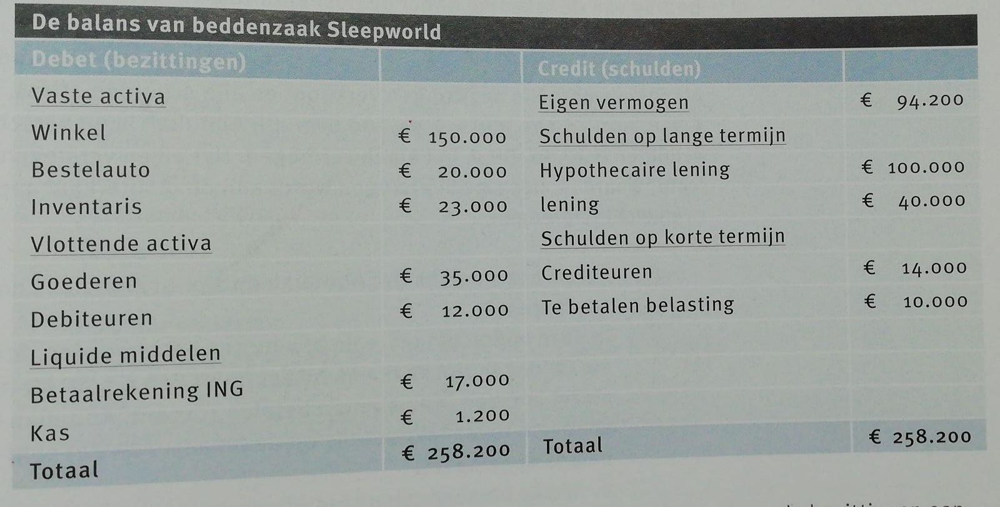 De balans van beddenzaak Sleepworld
Debet (bezittingen) Credit (schulden)
Vaste activa Eigen vermogen € 94.200
Winkel € 150.000 Schulden op lange termijn
Bestelauto € 20.000 Hypothecaire lening € 100.000
Inventaris € 23.000 lening € 40.000
Vlottende activa Schulden op korte termijn
Goederen € 35.000 Crediteuren € 14.000
Debiteuren € 12.000 Te betalen belasting € 10.000
Liquide middelen
Betaalrekening ING € 17.000
Kas € 1.200
Totaal € 258.200 Totaal € 258.200